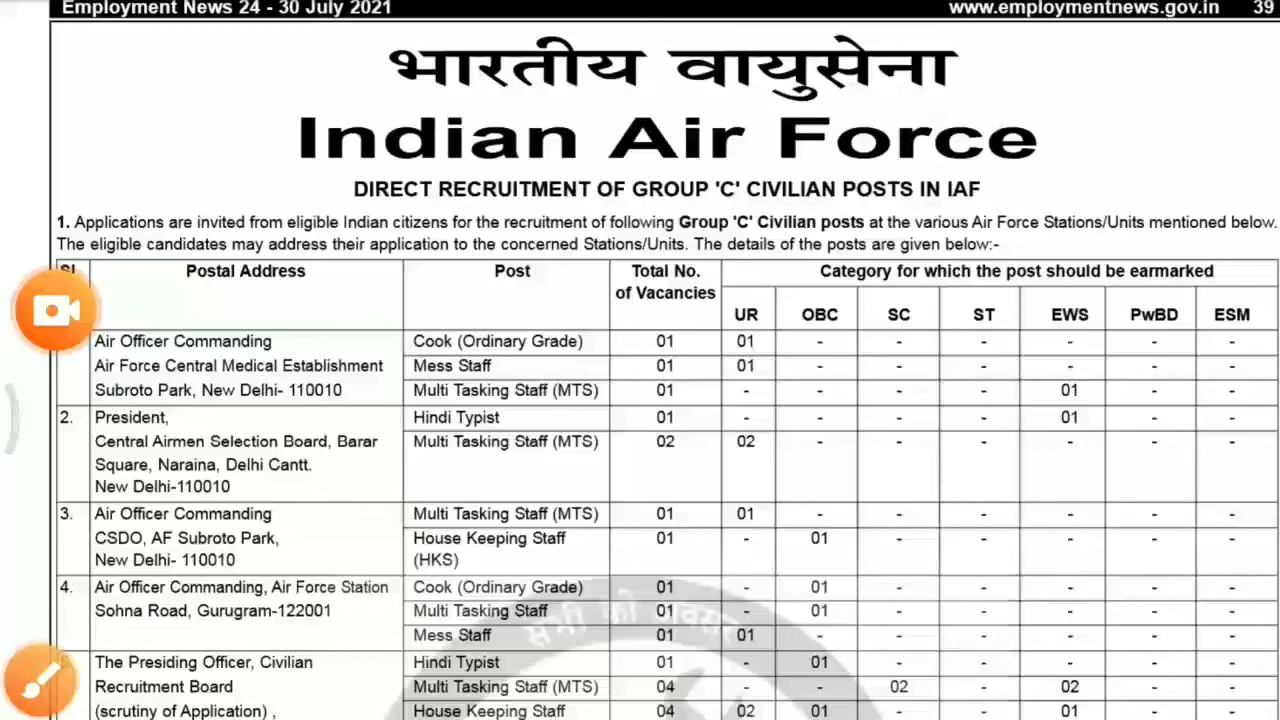 Employment News 24 - 30 July 2021 www.employmentnews.gov.in 39
भारतीय वायुसेना
Indian Air Force
DIRECT RECRUITMENT OF GROUP 'C' CIVILIAN POSTS IN IAF
1. Applications are invited from eligible Indian citizens for the recruitment of following Group 'C' Civilian posts at the various Air Force Stations/Units mentioned below.
The eligible candidates may address their application to the concerned Stations/Units. The details of the posts are given below:-
Sl Postal Address Post Total No. Category for which the post should be earmarked
of Vacancies
UR OBC SC ST EWS PwBD ESM
Air Officer Commanding Cook (Ordinary Grade) 01 01 - - - - - -
Air Force Central Medical Establishment Mess Staff 01 01 - - - - - -
Subroto Park, New Delhi- 110010 Multi Tasking Staff (MTS) 01 - - - - 01 - -
2. President, Hindi Typist 01 - - - - 01 - -
Central Airmen Selection Board, Barar Multi Tasking Staff (MTS) 02 02 - - - - - -
Square, Naraina, Delhi Cantt.
New Delhi-110010
3. Air Officer Commanding Multi Tasking Staff (MTS) 01 01 - - - - - -
CSDO, AF Subroto Park, House Keeping Staff 01 - 01 - - - - -
New Delhi- 110010 (HKS)
4. Air Officer Commanding, Air Force Station Cook (Ordinary Grade) 01 - 01 - - - - -
Sohna Road, Gurugram-122001 Multi Tasking Staff 01 - 01 - - - - -
Mess Staff 01 01 - - - - - -
सभी को अवसर
5. The Presiding Officer, Civilian Hindi Typist 01 - 01 - - - - -
Recruitment Board Multi Tasking Staff (MTS) 04 - - 02 - 02 - -
(scrutiny of Application) , House Keeping Staff 04 02 01 - - 01 - -